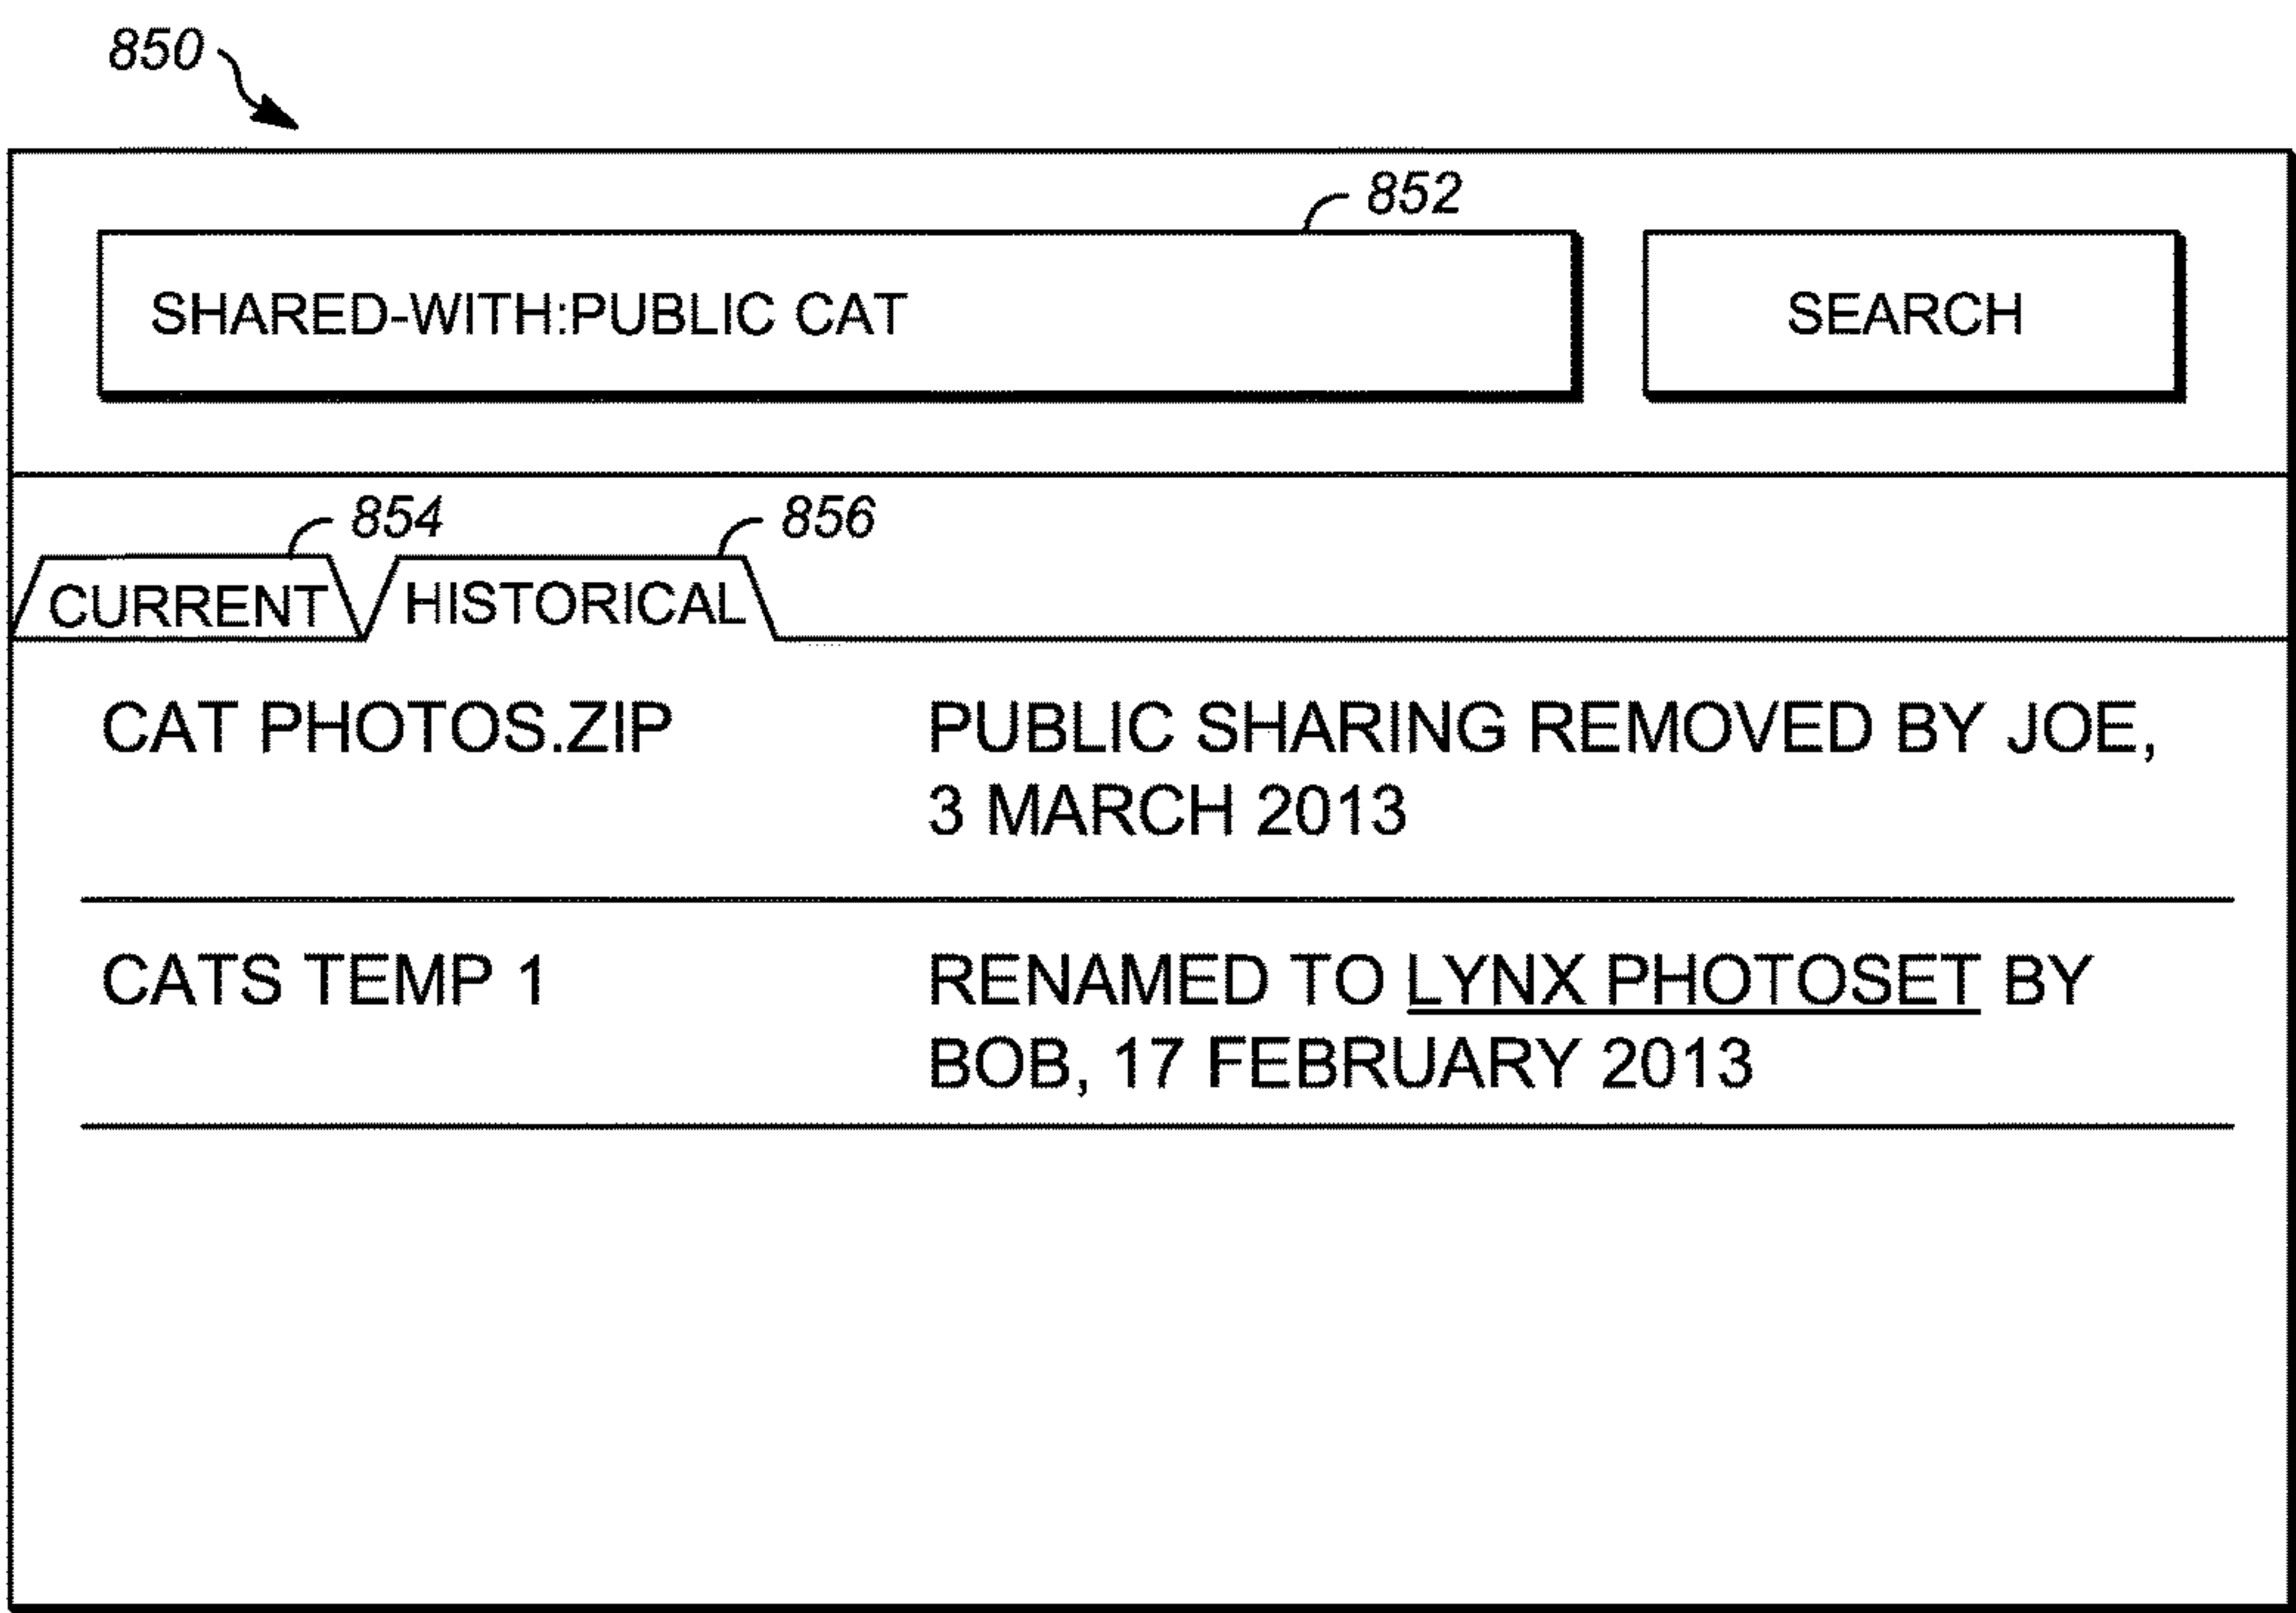 850
852
SHARED-WITH:PUBLIC CAT
SEARCH
854
856
CURRENT
HISTORICAL
CAT PHOTOS.ZIP
PUBLIC SHARING REMOVED BY JOE,
3 MARCH 2013
CATS TEMP 1
RENAMED TO LYNX PHOTOSET BY
BOB, 17 FEBRUARY 2013